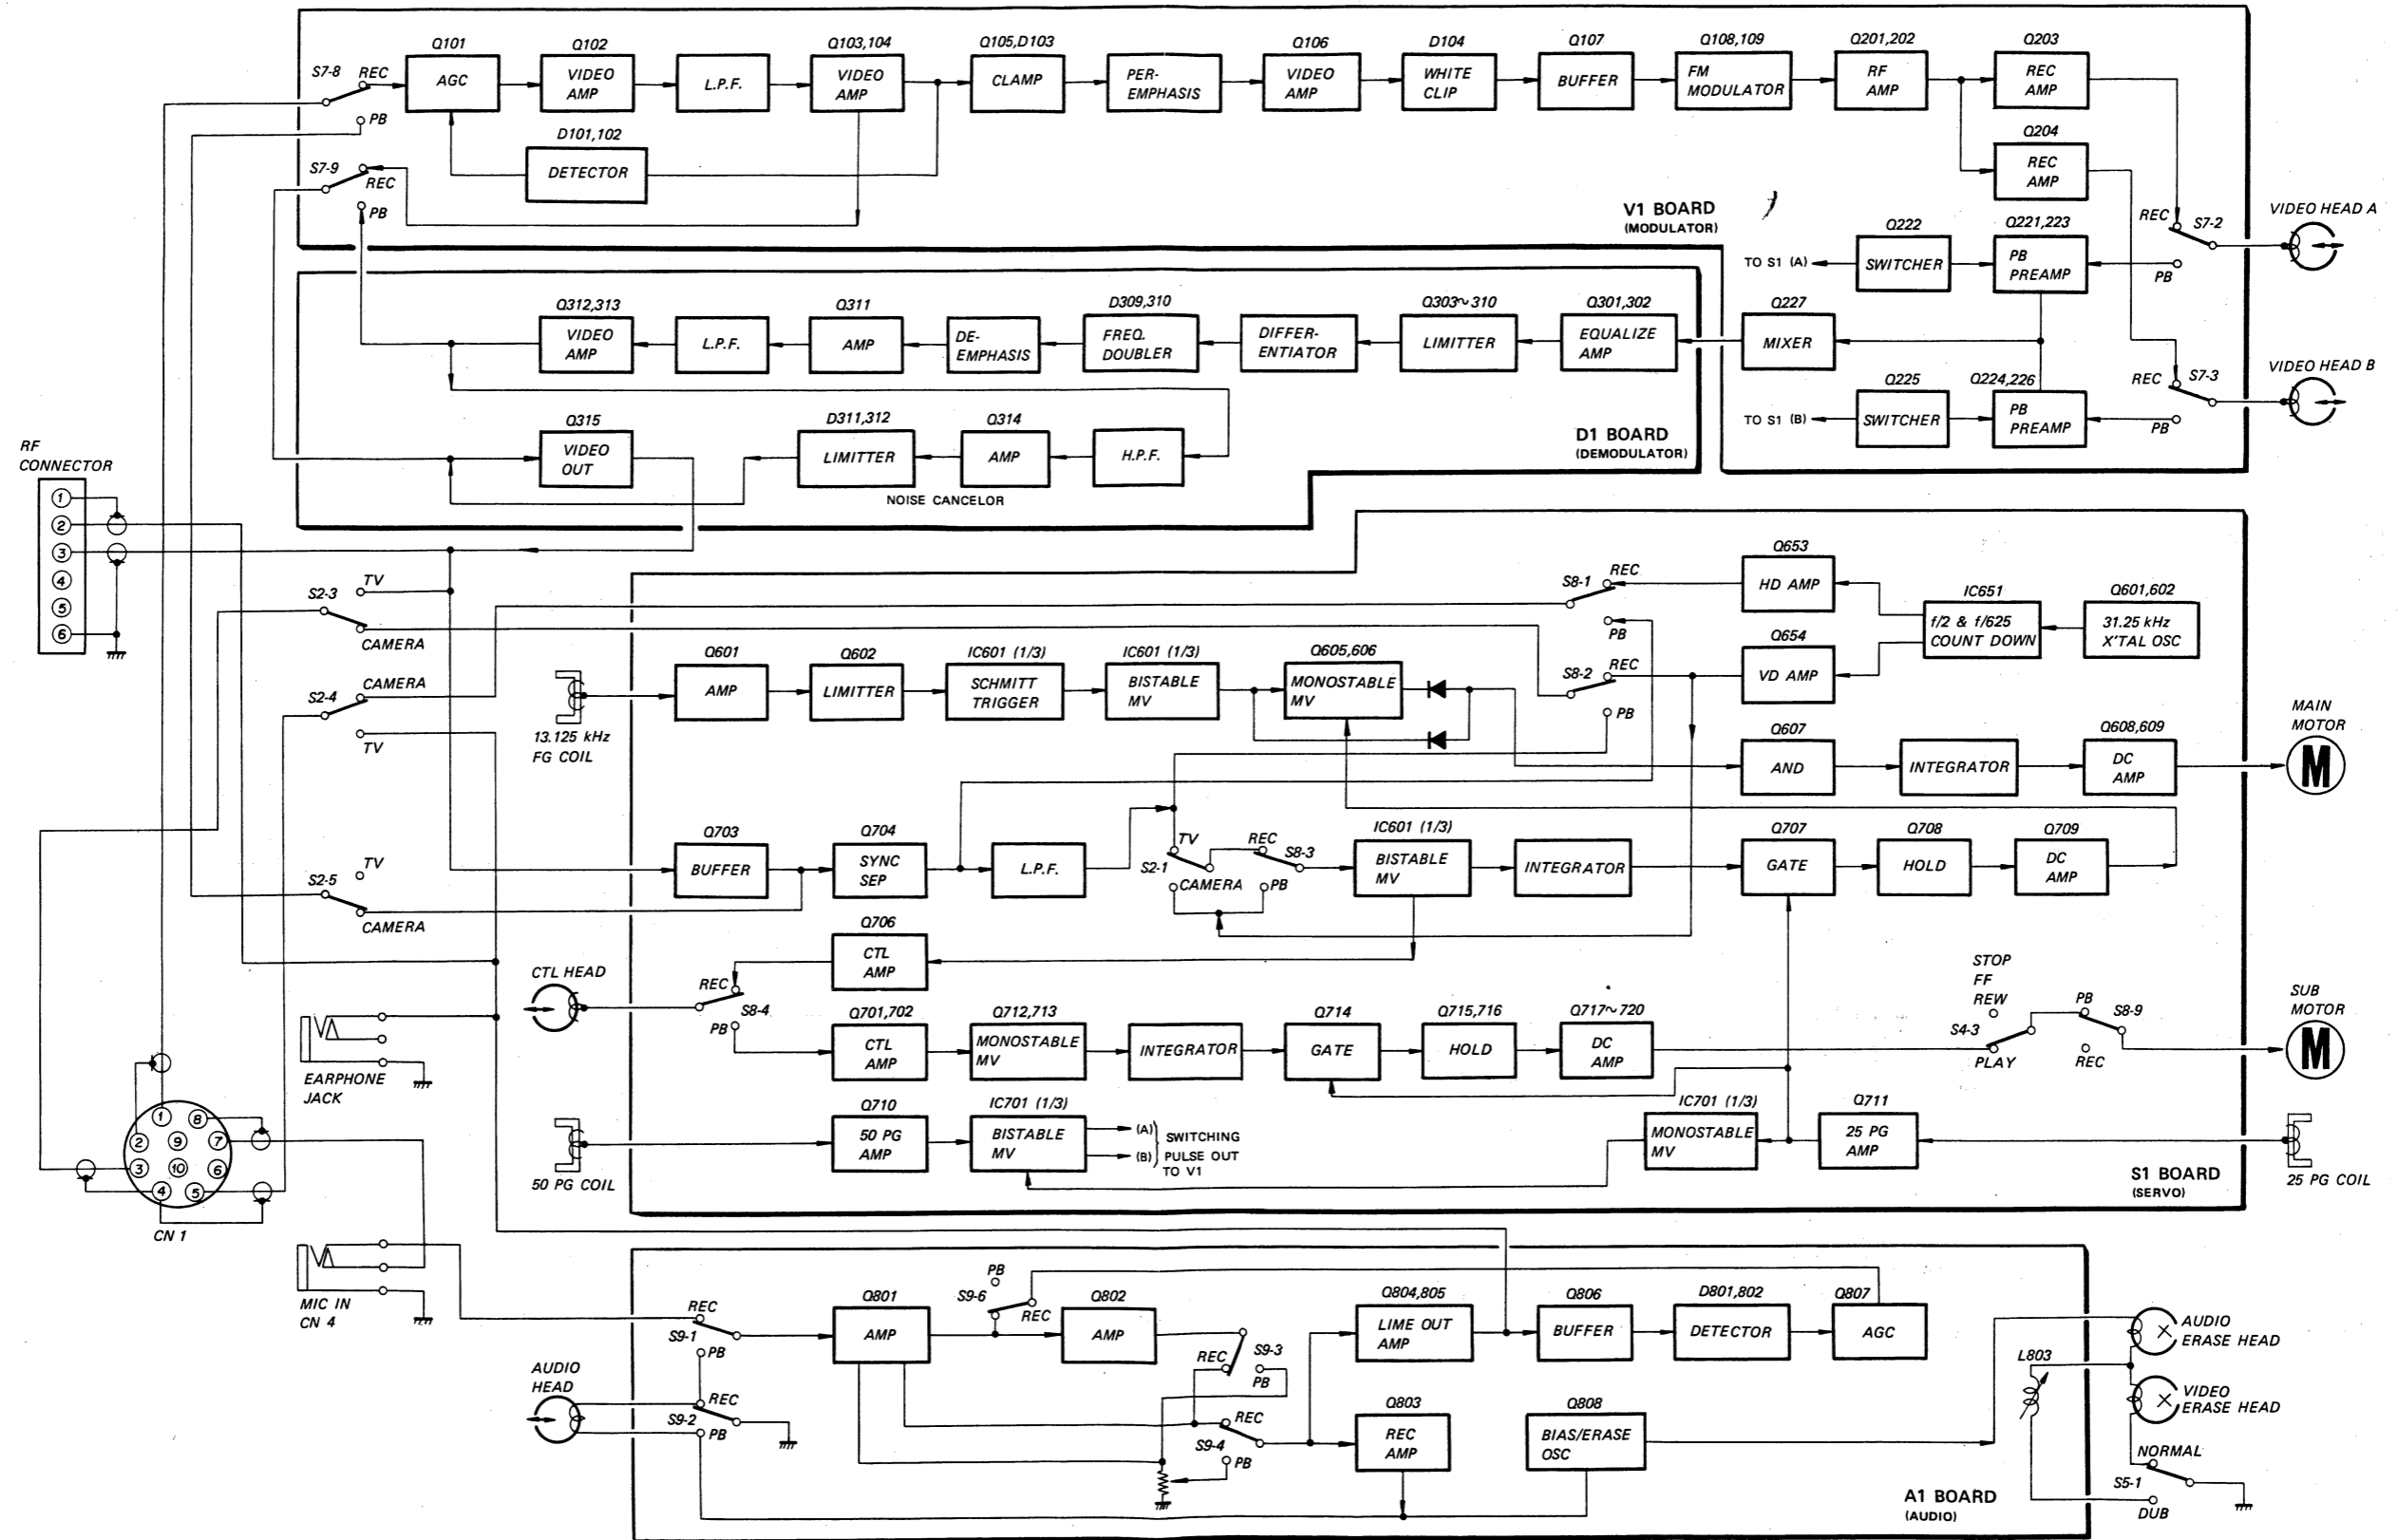 S7-8
REC
PB
Q101
AGC
Q102
VIDEO
AMP
L.P.F.
Q103,104
VIDEO
AMP
Q105,D103
CLAMP
PER-
EMPHASIS
Q106
VIDEO
AMP
D104
WHITE
CLIP
Q107
BUFFER
Q108,109
FM
MODULATOR
Q201,202
RF
AMP
Q203
REC
AMP
D101,102
DETECTOR
Q204
REC
AMP
S7-9
REC
PB
V1 BOARD
(MODULATOR)
Q222
SWITCHER
TO S1 (A)
Q221,223
PB
PREAMP
REC
S7-2
PB
VIDEO HEAD A
Q312,313
VIDEO
AMP
L.P.F.
Q311
AMP
DE-
EMPHASIS
D309,310
FREQ.
DOUBLER
DIFFER-
ENTIATOR
Q303~310
LIMITTER
Q301,302
EQUALIZE
AMP
Q227
MIXER
REC
S7-3
PB
VIDEO HEAD B
Q225
SWITCHER
TO S1 (B)
Q224,226
PB
PREAMP
Q315
VIDEO
OUT
D311,312
LIMITTER
Q314
AMP
H.P.F.
NOISE CANCELOR
D1 BOARD
(DEMODULATOR)
RF
CONNECTOR
1
2
3
4
5
6
S2-3
TV
CAMERA
S2-4
CAMERA
TV
S8-1
REC
PB
Q653
HD AMP
IC651
f/2 & f/625
COUNT DOWN
Q601,602
31.25 kHz
X'TAL OSC
Q654
VD AMP
S8-2
REC
PB
13.125 kHz
FG COIL
Q601
AMP
Q602
LIMITTER
IC601 (1/3)
SCHMITT
TRIGGER
IC601 (1/3)
BISTABLE
MV
Q605,606
MONOSTABLE
MV
Q607
AND
INTEGRATOR
Q608,609
DC
AMP
MAIN
MOTOR
M
S2-5
TV
CAMERA
Q703
BUFFER
Q704
SYNC
SEP
L.P.F.
TV
S2-1
CAMERA
REC
S8-3
PB
IC601 (1/3)
BISTABLE
MV
INTEGRATOR
Q707
GATE
Q708
HOLD
Q709
DC
AMP
Q706
CTL
AMP
CTL HEAD
REC
S8-4
PB
Q701,702
CTL
AMP
Q712,713
MONOSTABLE
MV
INTEGRATOR
Q714
GATE
Q715,716
HOLD
Q717~720
DC
AMP
STOP
FF
REW
S4-3
PLAY
PB
S8-9
REC
SUB
MOTOR
M
EARPHONE
JACK
50 PG COIL
Q710
50 PG
AMP
IC701 (1/3)
BISTABLE
MV
(A)
(B)
SWITCHING
PULSE OUT
TO V1
IC701 (1/3)
MONOSTABLE
MV
Q711
25 PG
AMP
25 PG COIL
S1 BOARD
(SERVO)
1
8
2
9
7
3
10
6
4
5
CN 1
MIC IN
CN 4
REC
S9-1
PB
REC
S9-2
PB
AUDIO
HEAD
Q801
AMP
PB
S9-6
REC
Q802
AMP
REC
S9-3
PB
REC
S9-4
PB
Q804,805
LIME OUT
AMP
Q806
BUFFER
D801,802
DETECTOR
Q807
AGC
Q803
REC
AMP
Q808
BIAS/ERASE
OSC
A1 BOARD
(AUDIO)
L803
AUDIO
ERASE HEAD
VIDEO
ERASE HEAD
NORMAL
S5-1
DUB